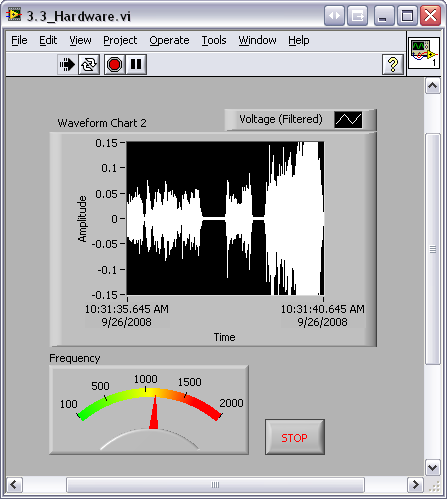 3.3_Hardware.vi
File Edit View Project Operate Tools Window Help
?
1
Voltage (Filtered)
Waveform Chart 2
0.15
0.1
0.05
0
-0.05
-0.1
-0.15
Amplitude
10:31:35.645 AM
9/26/2008
10:31:40.645 AM
9/26/2008
Time
Frequency
100 500 1000 1500 2000
STOP